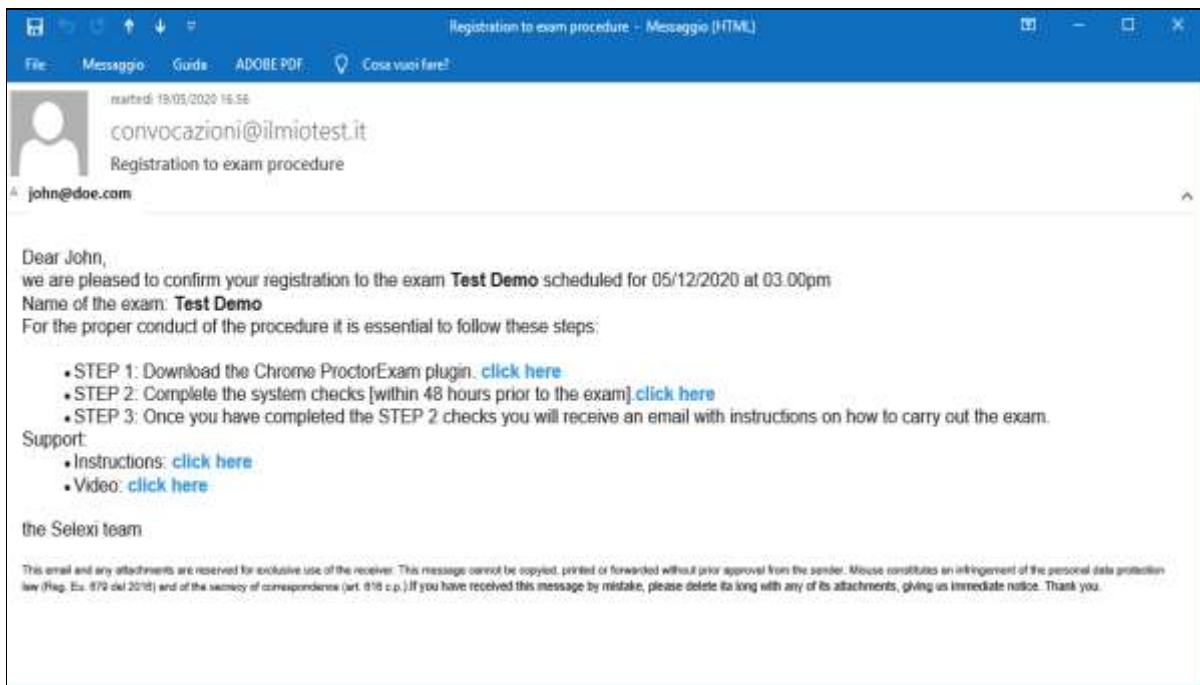 Registration to exam procedure - Messaggio (HTML)
File Messaggio Guida ADOBE PDF Cosa vuoi fare?
martedì 19/05/2020 16:56
convocazioni@ilmiotest.it
Registration to exam procedure
A john@doe.com
Dear John,
we are pleased to confirm your registration to the exam Test Demo scheduled for 05/12/2020 at 03.00pm
Name of the exam: Test Demo
For the proper conduct of the procedure it is essential to follow these steps:
• STEP 1: Download the Chrome ProctorExam plugin. click here
• STEP 2: Complete the system checks [within 48 hours prior to the exam].click here
• STEP 3: Once you have completed the STEP 2 checks you will receive an email with instructions on how to carry out the exam.
Support:
• Instructions: click here
• Video: click here
the Selexi team
This email and any attachments are reserved for exclusive use of the receiver. This message cannot be copyied, printed or forwarded without prior approval from the sender. Misuse constitutes an infringement of the personal data protection
law (Reg. Eu. 679 del 2016) and of the secrecy of correspondence (art. 616 c.p.).If you have received this message by mistake, please delete ita long with any of its attachments, giving us immediate notice. Thank you.